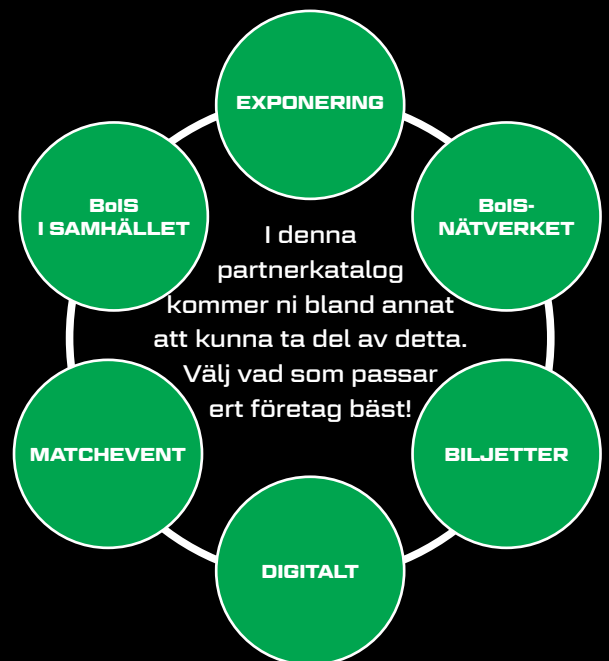 EXPONERING
BoIS
I SAMHÄLLET
BoIS-
NÄTVERKET
I denna
partnerkatalog
kommer ni bland annat
att kunna ta del av detta.
Välj vad som passar
ert företag bäst!
MATCHEVENT
BILJETTER
DIGITALT